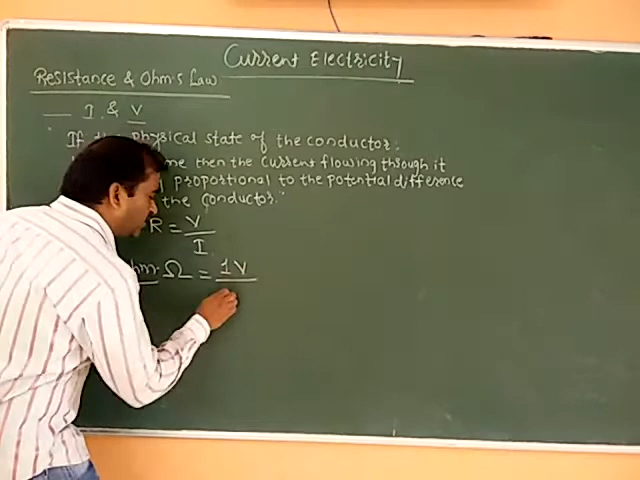 Current Electricity
Resistance & Ohm's Law
— I & V
If the physical state of the conductor.
then the current flowing through it
proportional to the potential difference
the conductor."
R = V
I
Ω = 1V